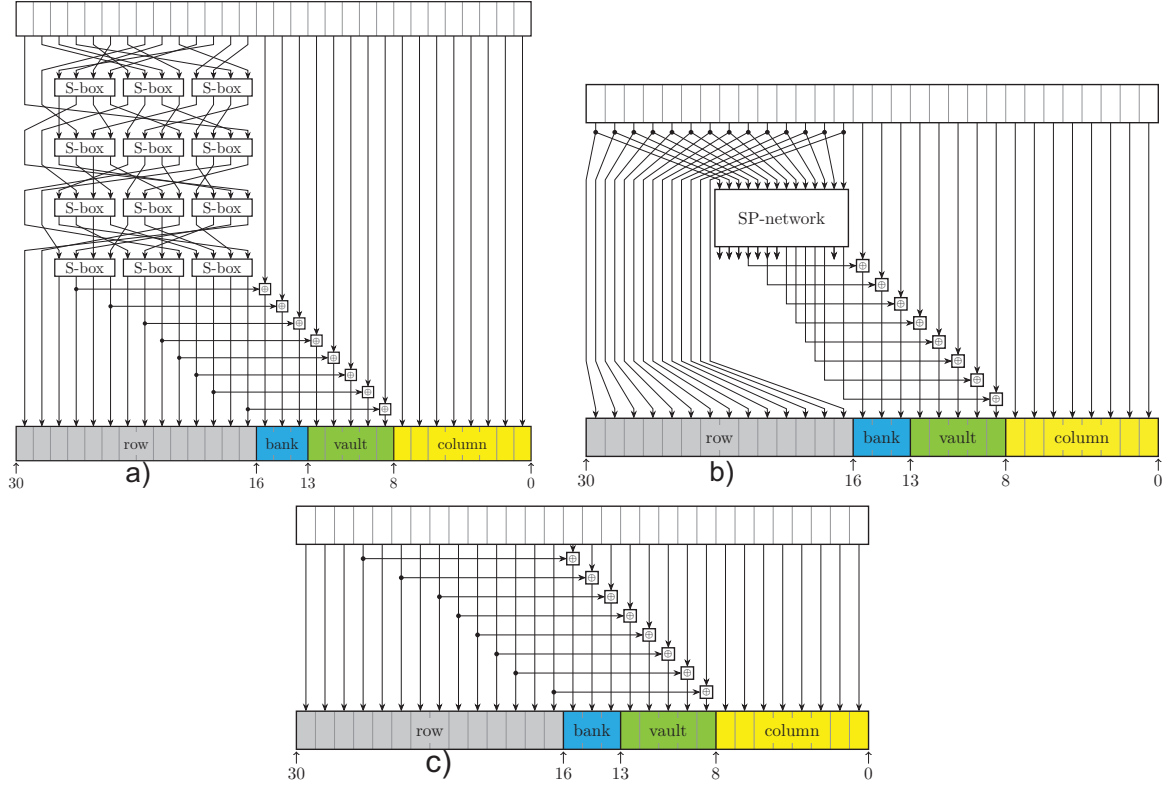 S-box S-box S-box
S-box S-box S-box
S-box S-box S-box
S-box S-box S-box
⊕
⊕
⊕
⊕
⊕
⊕
⊕
⊕
row bank vault column
30 16 13 8 0
a)
SP-network
⊕
⊕
⊕
⊕
⊕
⊕
⊕
⊕
row bank vault column
30 16 13 8 0
b)
⊕
⊕
⊕
⊕
⊕
⊕
⊕
⊕
row bank vault column
30 16 13 8 0
c)